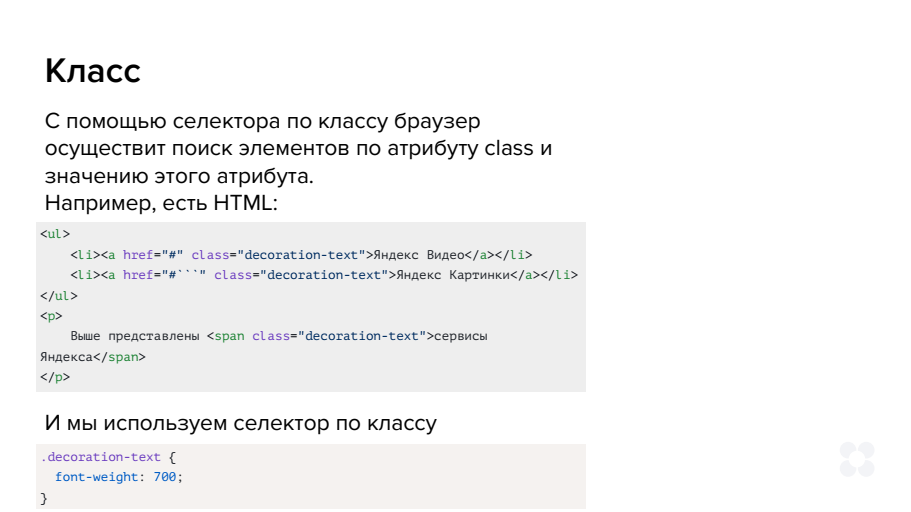 Класс
С помощью селектора по классу браузер
осуществит поиск элементов по атрибуту class и
значению этого атрибута.
Например, есть HTML:
<ul>
    <li><a href="#" class="decoration-text">Яндекс Видео</a></li>
    <li><a href="#```" class="decoration-text">Яндекс Картинки</a></li>
</ul>
<p>
    Выше представлены <span class="decoration-text">сервисы
Яндекса</span>
</p>
И мы используем селектор по классу
.decoration-text {
  font-weight: 700;
}